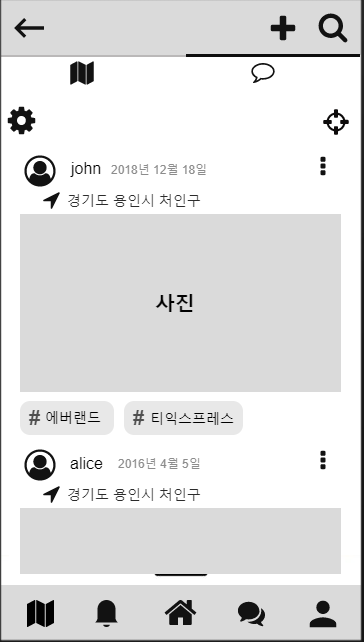 john 2018년 12월 18일
경기도 용인시 처인구
사진
# 에버랜드 # 티익스프레스
alice 2016년 4월 5일
경기도 용인시 처인구